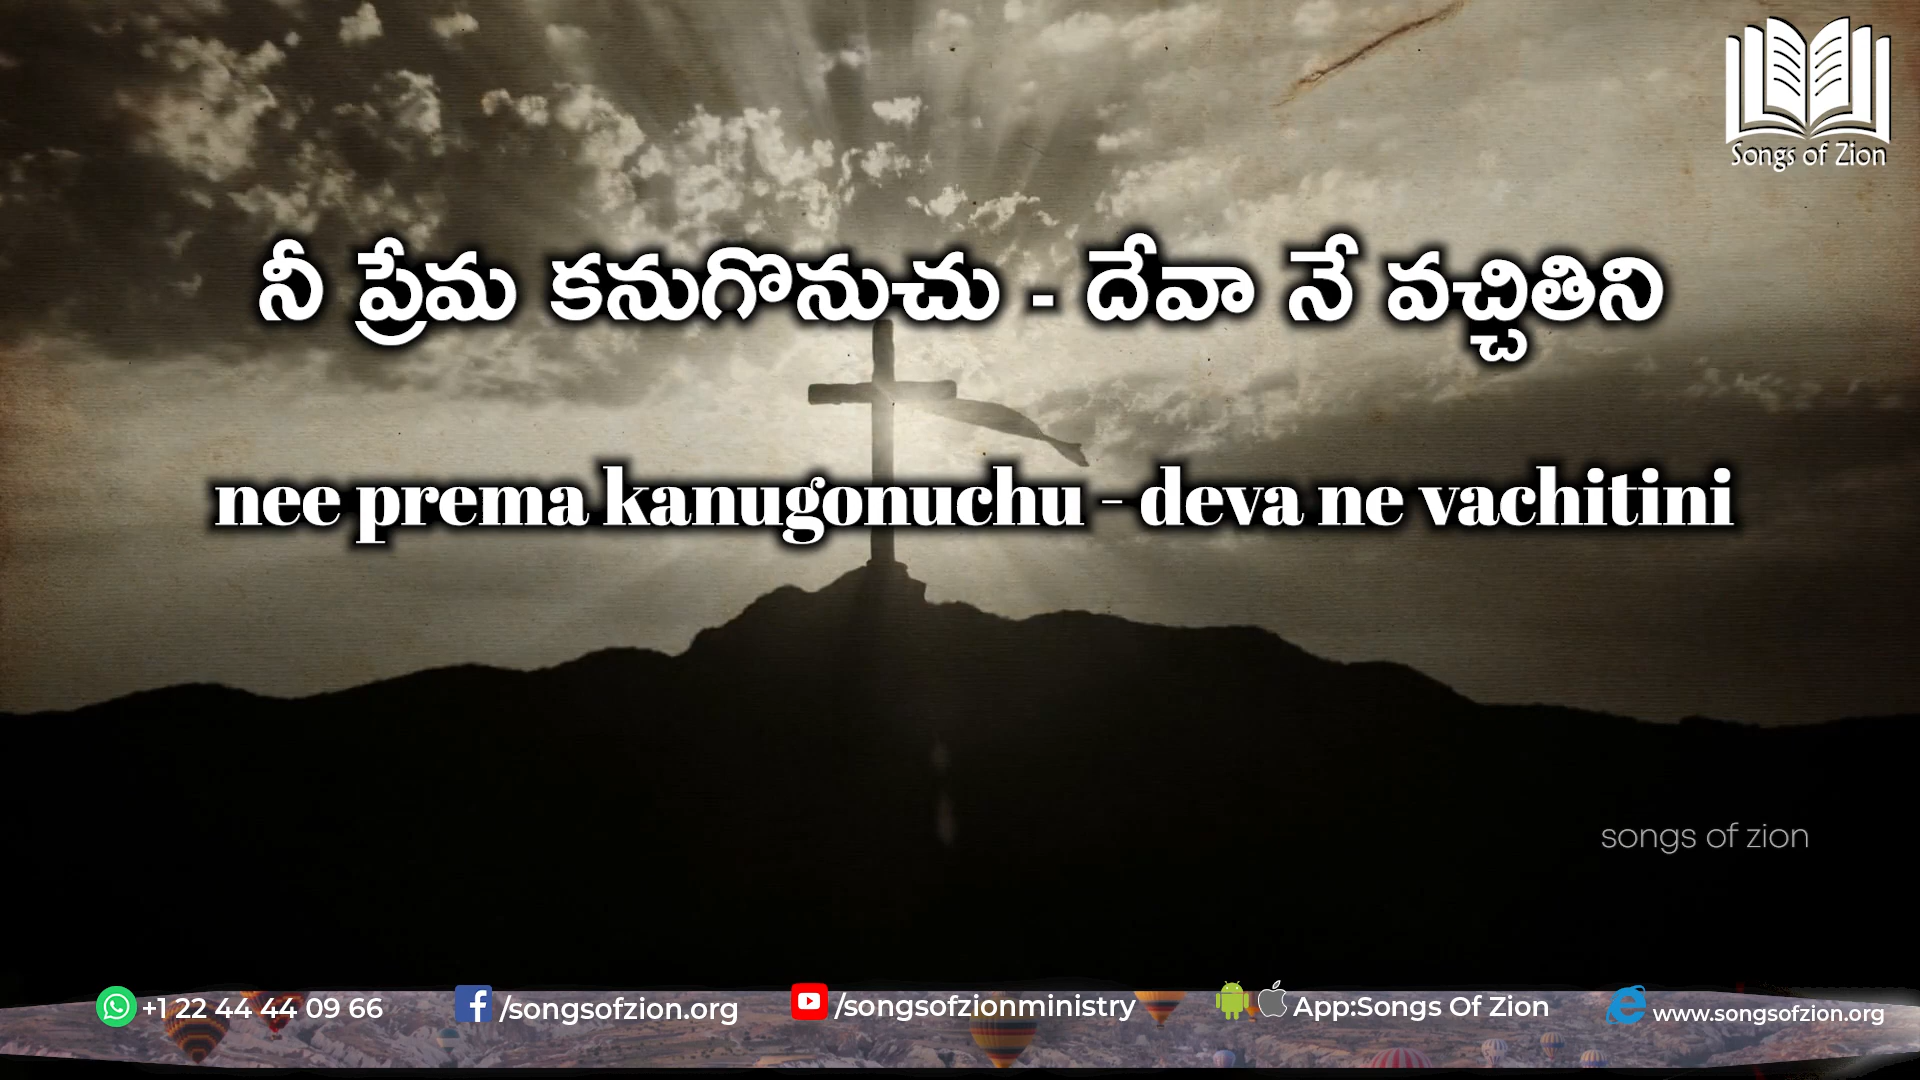 Songs of Zion
నీ ప్రేమ కనుగొనుచు - దేవా నే వచ్చితిని
nee prema kanugonuchu - deva ne vachitini
songs of zion
+1 22 44 44 09 66
/songsofzion.org
/songsofzionministry
App:Songs Of Zion
www.songsofzion.org